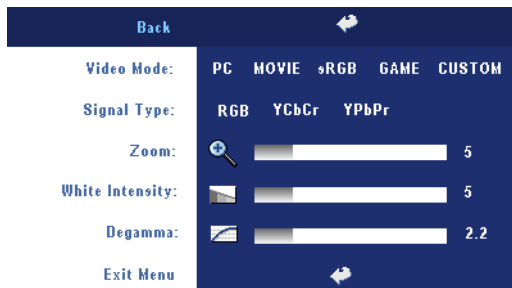 Back
Video Mode: PC MOVIE sRGB GAME CUSTOM
Signal Type: RGB YCbCr YPbPr
Zoom: 5
White Intensity: 5
Degamma: 2.2
Exit Menu